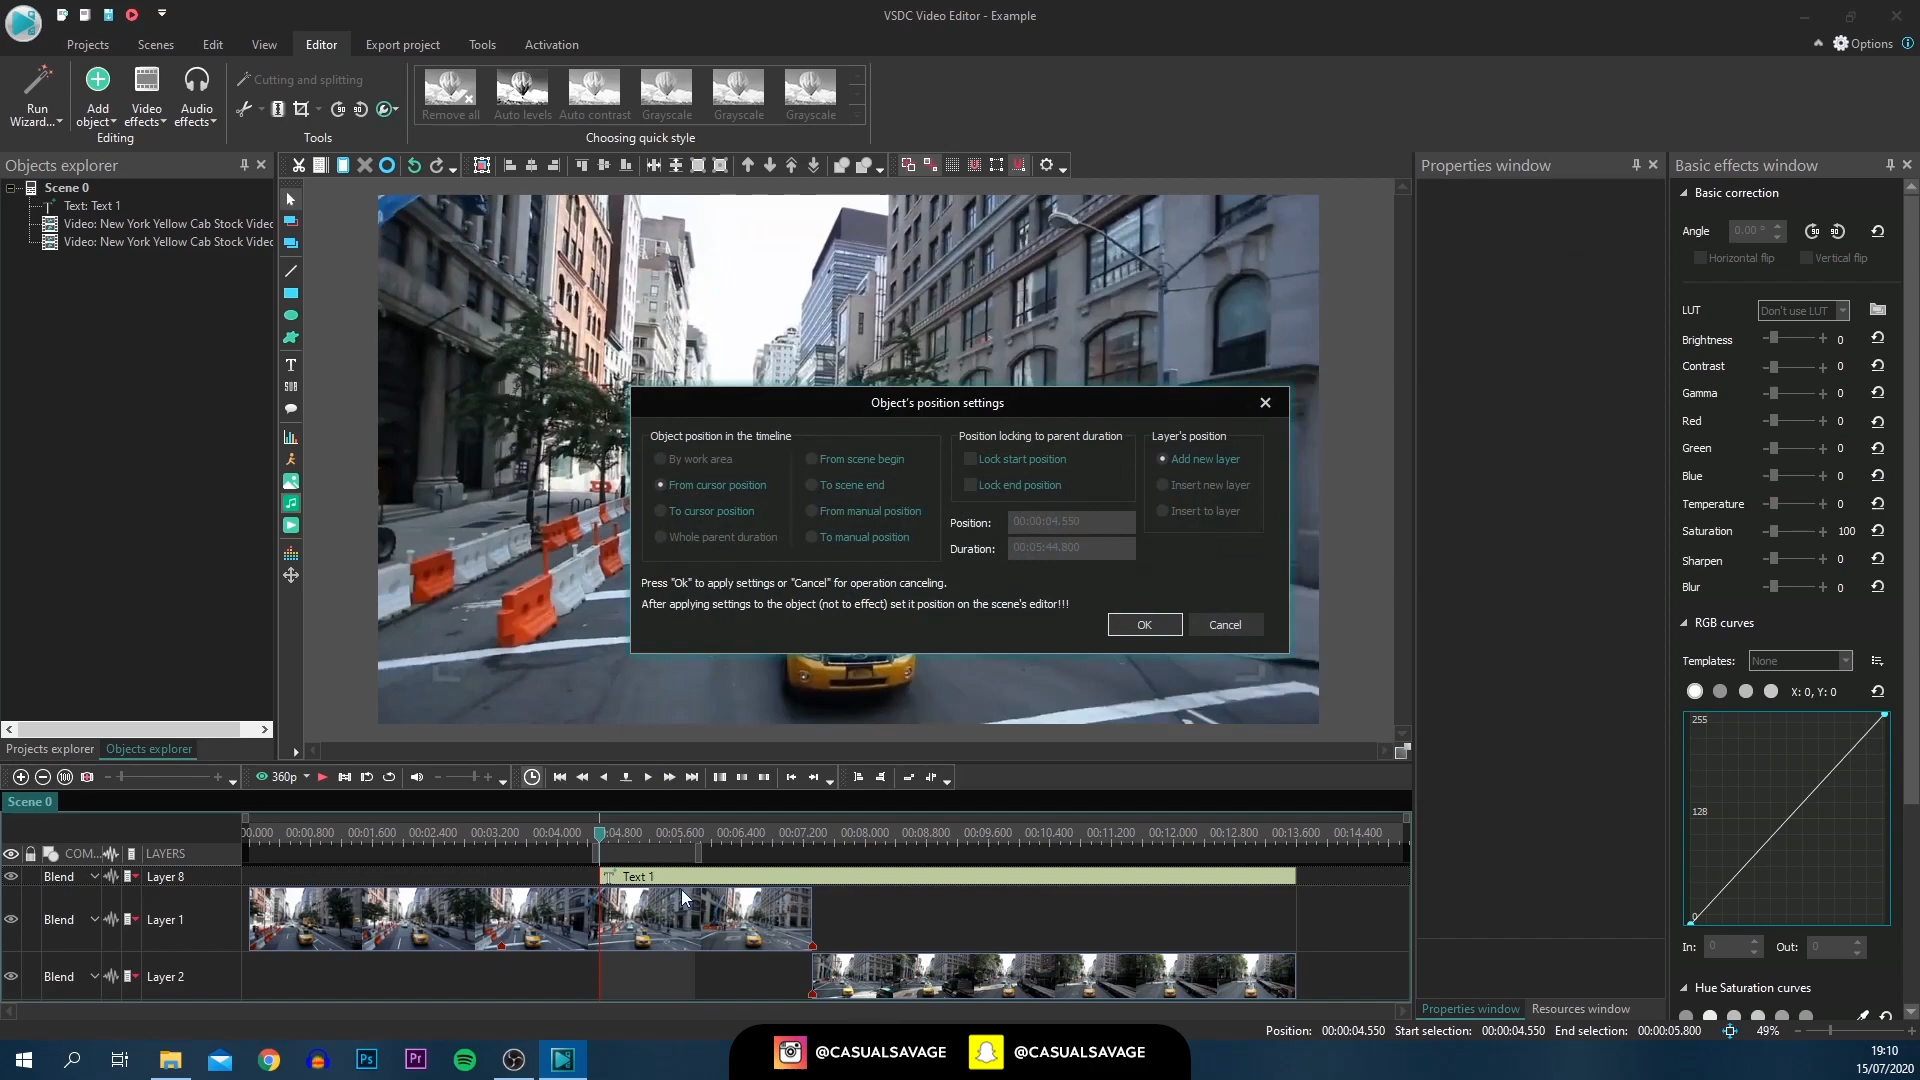 VSDC Video Editor - Example
Projects
Scenes
Edit
View
Editor
Export project
Tools
Activation
Options
Run
Wizard...
Add
object
Video
effects
Audio
effects
Editing
Cutting and splitting
Tools
Remove all
Auto levels
Auto contrast
Grayscale
Grayscale
Grayscale
Choosing quick style
Objects explorer
Scene 0
Text: Text 1
Video: New York Yellow Cab Stock Videc
Video: New York Yellow Cab Stock Videc
Projects explorer
Objects explorer
T
SUB
Object's position settings
Object position in the timeline
By work area
From cursor position
To cursor position
Whole parent duration
From scene begin
To scene end
From manual position
To manual position
Position locking to parent duration
Lock start position
Lock end position
Position:
00:00:04.550
Duration:
00:05:44.800
Layer's position
Add new layer
Insert new layer
Insert to layer
Press "Ok" to apply settings or "Cancel" for operation canceling.
After applying settings to the object (not to effect) set it position on the scene's editor!!!
OK
Cancel
Properties window
Properties window
Resources window
Basic effects window
Basic correction
Angle
0.00 °
90
90
Horizontal flip
Vertical flip
LUT
Don't use LUT
Brightness
0
Contrast
0
Gamma
0
Red
0
Green
0
Blue
0
Temperature
0
Saturation
100
Sharpen
0
Blur
0
RGB curves
Templates:
None
X: 0, Y: 0
255
128
0
In:
0
Out:
0
Hue Saturation curves
360p
Scene 0
00.000
00:00.800
00:01.600
00:02.400
00:03.200
00:04.000
:04.800
00:05.600
00:06.400
00:07.200
00:08.000
00:08.800
00:09.600
00:10.400
00:11.200
00:12.000
00:12.800
00:13.600
00:14.400
COM...
LAYERS
Blend
Layer 8
T
Text 1
Blend
Layer 1
Blend
Layer 2
Position:
00:00:04.550
Start selection:
00:00:04.550
End selection:
00:00:05.800
49%
@CASUALSAVAGE
@CASUALSAVAGE
Ps
Pr
19:10
15/07/2020